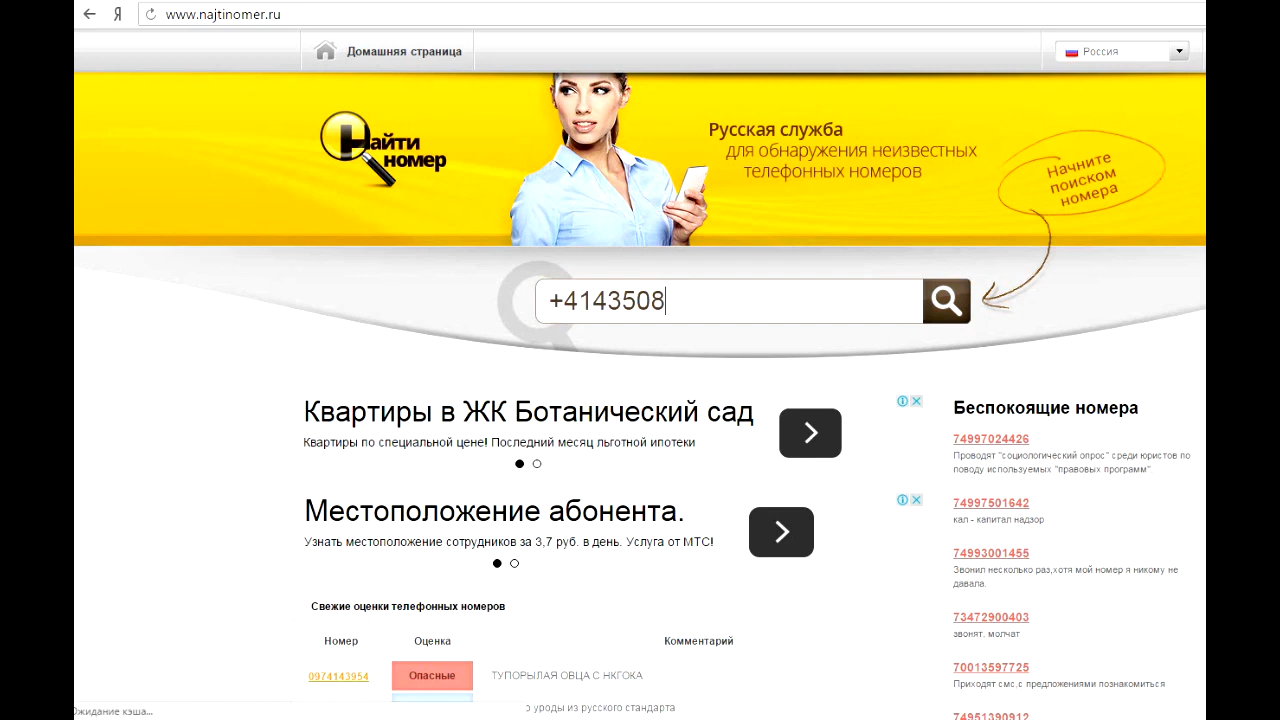 Я
www.najtinomer.ru
Домашняя страница
Россия
Найти
номер
Русская служба
для обнаружения неизвестных
телефонных номеров
Начните
поиском
номера
+4143508
Квартиры в ЖК Ботанический сад
Квартиры по специальной цене! Последний месяц льготной ипотеки
Местоположение абонента.
Узнать местоположение сотрудников за 3,7 руб. в день. Услуга от МТС!
Свежие оценки телефонных номеров
Номер Оценка Комментарий
0974143954 Опасные ТУПОРЫЛАЯ ОВЦА С НКГОКА
уроды из русского стандарта
Беспокоящие номера
74997024426
Проводят "социологический опрос" среди юристов по
поводу используемых "правовых программ"
74997501642
кал - капитал надзор
74993001455
Звонил несколько раз,хотя мой номер я никому не
давала.
73472900403
звонят. молчат
70013597725
Приходят смс,с предложениями познакомиться
74951390912
Ожидание кэша...